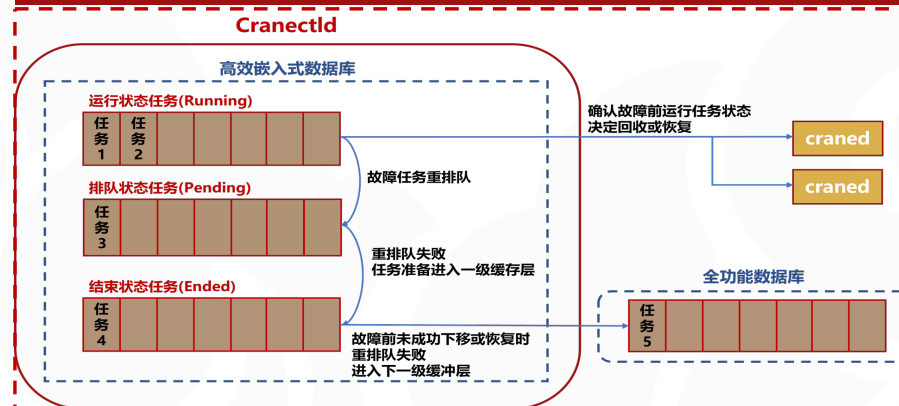 Cranectld
高效嵌入式数据库
运行状态任务(Running)
任务1
任务2
确认故障前运行任务状态
决定回收或恢复
craned
craned
故障任务重排队
排队状态任务(Pending)
任务3
重排队失败
任务准备进入一级缓存层
结束状态任务(Ended)
任务4
故障前未成功下移或恢复时
重排队失败
进入下一级缓冲层
全功能数据库
任务5